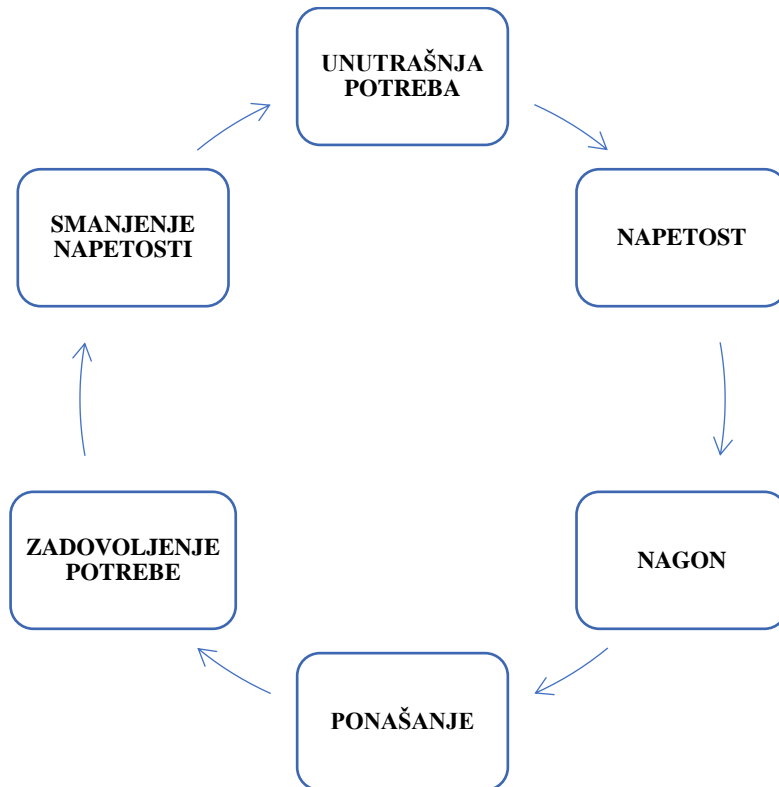 UNUTRAŠNJA
POTREBA
NAPETOST
NAGON
PONAŠANJE
ZADOVOLJENJE
POTREBE
SMANJENJE
NAPETOSTI